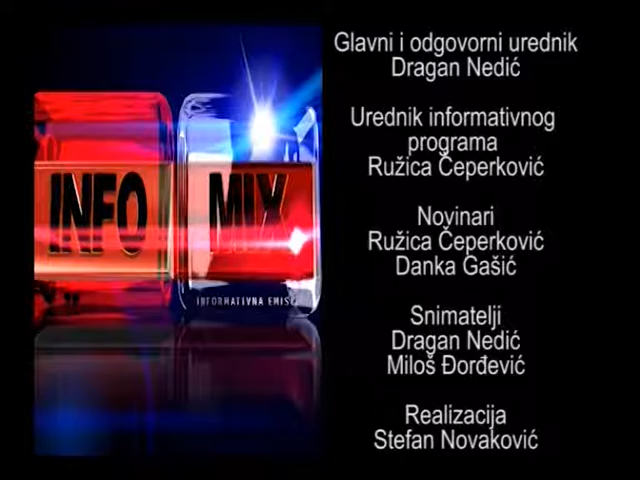 INFO MIX
INFORMATIVNA EMISI
Glavni i odgovorni urednik
Dragan Nedić
Urednik informativnog
programa
Ružica Čeperković
Novinari
Ružica Čeperković
Danka Gašić
Snimatelji
Dragan Nedić
Miloš Đorđević
Realizacija
Stefan Novaković